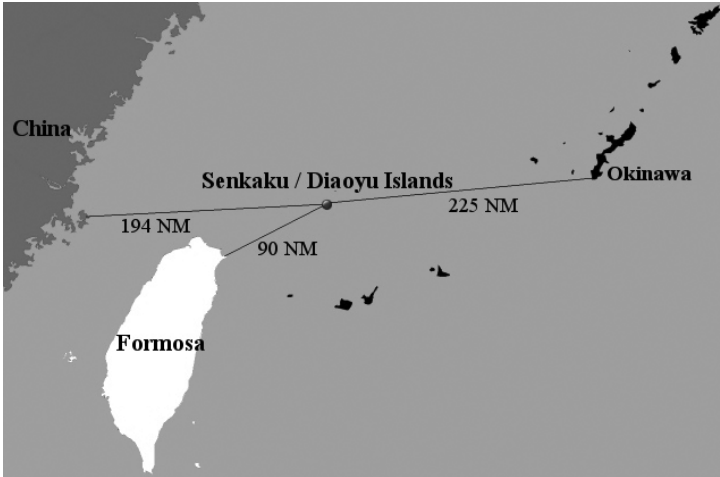 China
Senkaku / Diaoyu Islands
Okinawa
225 NM
194 NM
90 NM
Formosa